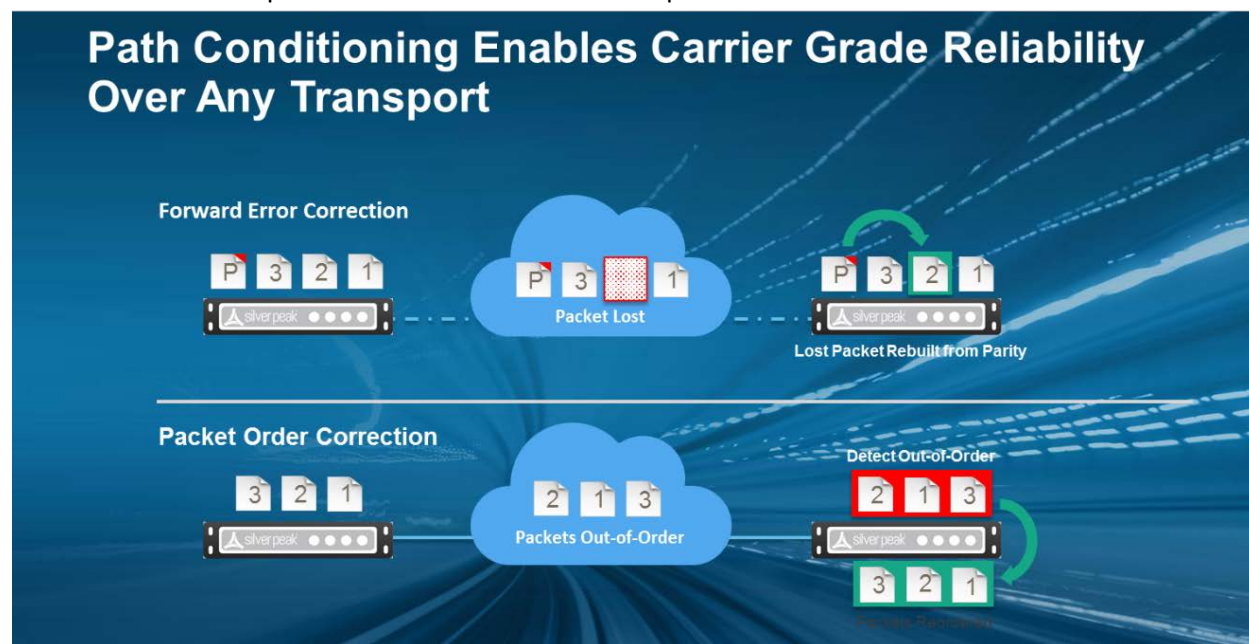 Path Conditioning Enables Carrier Grade Reliability
Over Any Transport
Forward Error Correction
P 3 2 1
silver peak
P 3 1
Packet Lost
P 3 2 1
silver peak
Lost Packet Rebuilt from Parity
Packet Order Correction
3 2 1
silver peak
2 1 3
Packets Out-of-Order
Detect Out-of-Order
2 1 3
silver peak
3 2 1
Packets Reordered